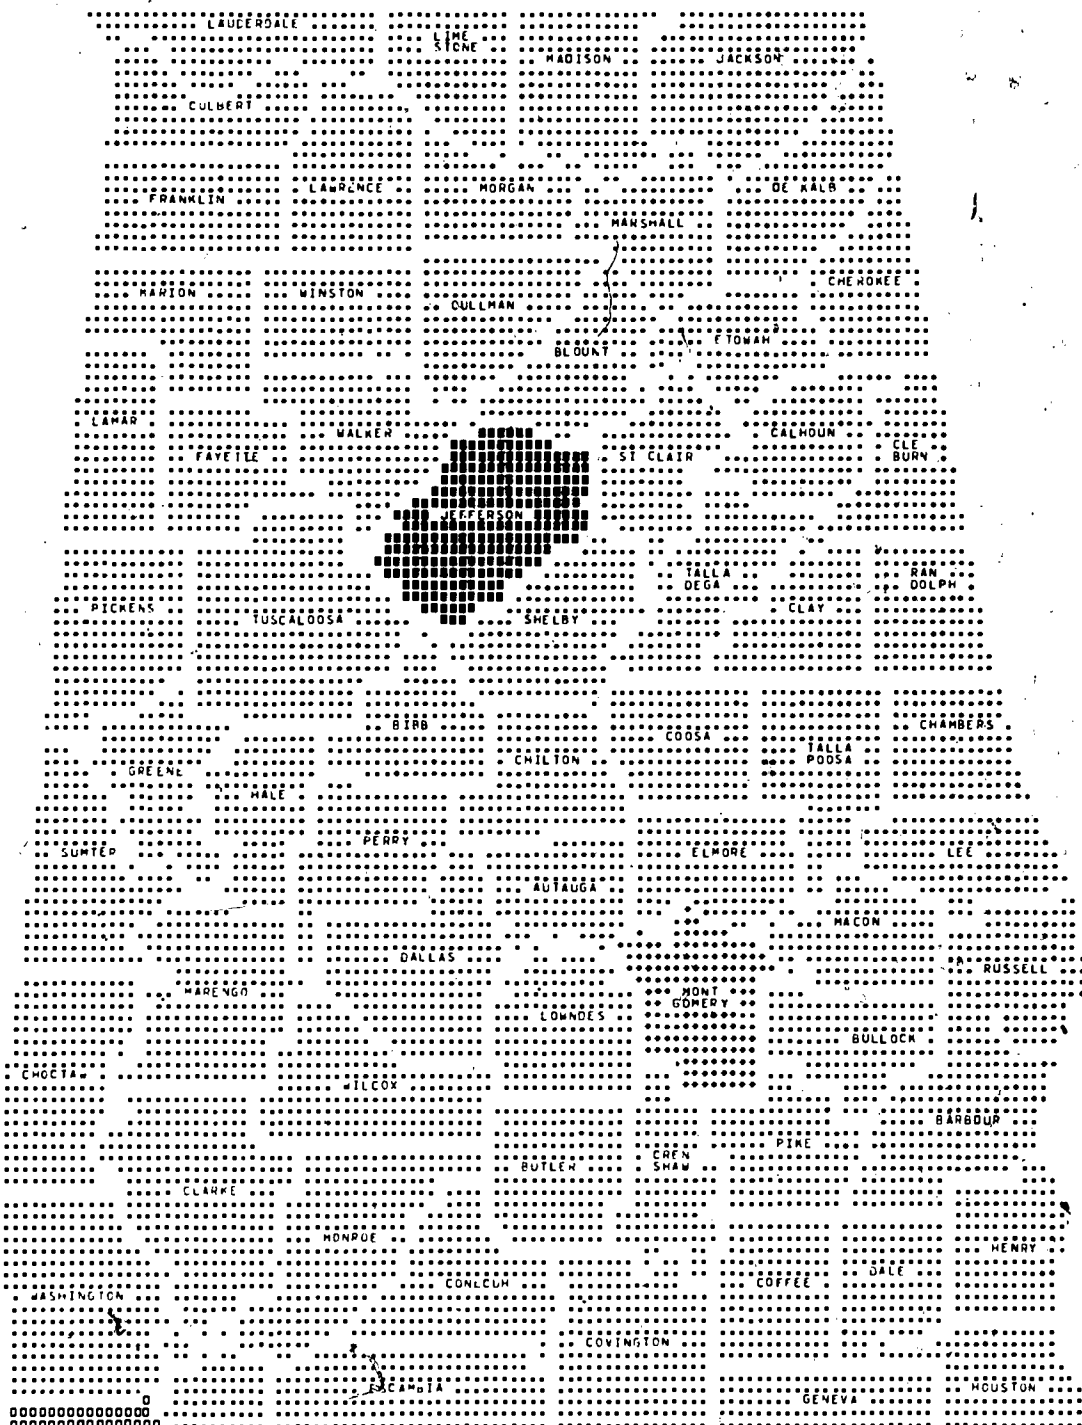 LAUDERDALE
LIME
STONE
MADISON
JACKSON
COLBERT
LAWRENCE
MORGAN
DE KALB
FRANKLIN
MARSHALL
CHEROKEE
MARION
WINSTON
CULLMAN
ETOWAH
BLOUNT
LAMAR
WALKER
CALHOUN
FAYETTE
ST CLAIR
CLE
BURN
JEFFERSON
TALLA
DEGA
RAN
DOLPH
PICKENS
CLAY
TUSCALOOSA
SHELBY
BIBB
CHAMBERS
COOSA
TALLA
POOSA
CHILTON
GREENE
HALE
PERRY
SUMTER
ELMORE
LEE
AUTAUGA
MACON
DALLAS
RUSSELL
MARENGO
MONT
GOMERY
LOWNDES
BULLOCK
CHOCTAW
WILCOX
BARBOUR
PIKE
CREN
SHAW
BUTLER
CLARKE
MONROE
HENRY
DALE
CONECUH
COFFEE
WASHINGTON
COVINGTON
ESCAMBIA
HOUSTON
GENEVA